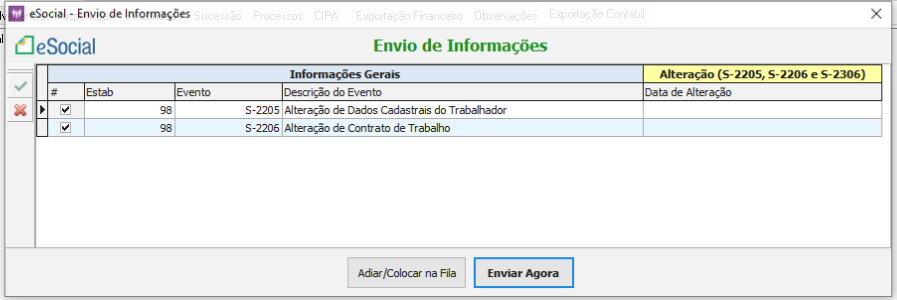 eSocial - Envio de Informações
Sucessão Processos CIPA Exportação Financeiro Observações Exportação Contábil
eSocial
Envio de Informações
Informações Gerais Alteração (S-2205, S-2206 e S-2306)
# Estab Evento Descrição do Evento Data de Alteração
98 S-2205 Alteração de Dados Cadastrais do Trabalhador
98 S-2206 Alteração de Contrato de Trabalho
Adiar/Colocar na Fila Enviar Agora